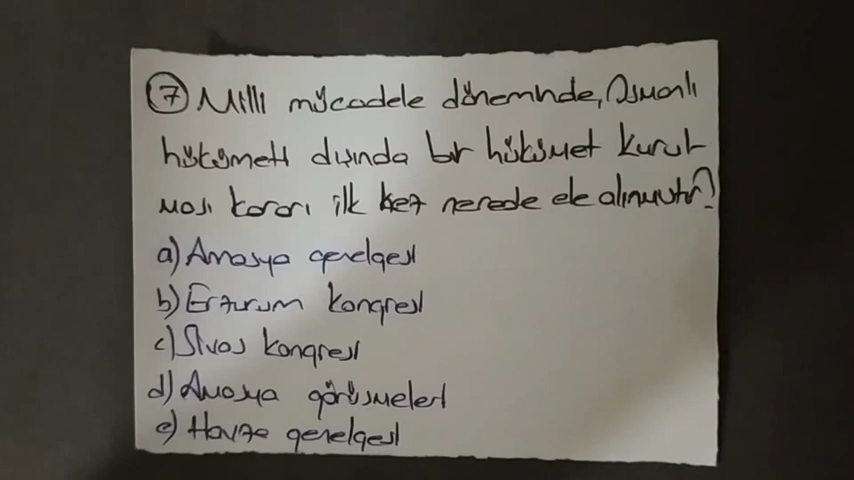 7 Milli mücadele döneminde, Osmanlı
hükümeti dışında bir hükümet kurul
ması kararı ilk kez nerede ele alınmıştır?
a) Amasya genelgesi
b) Erzurum kongresi
c) Sivas kongresi
d) Amasya görüşmeleri
e) Havza genelgesi